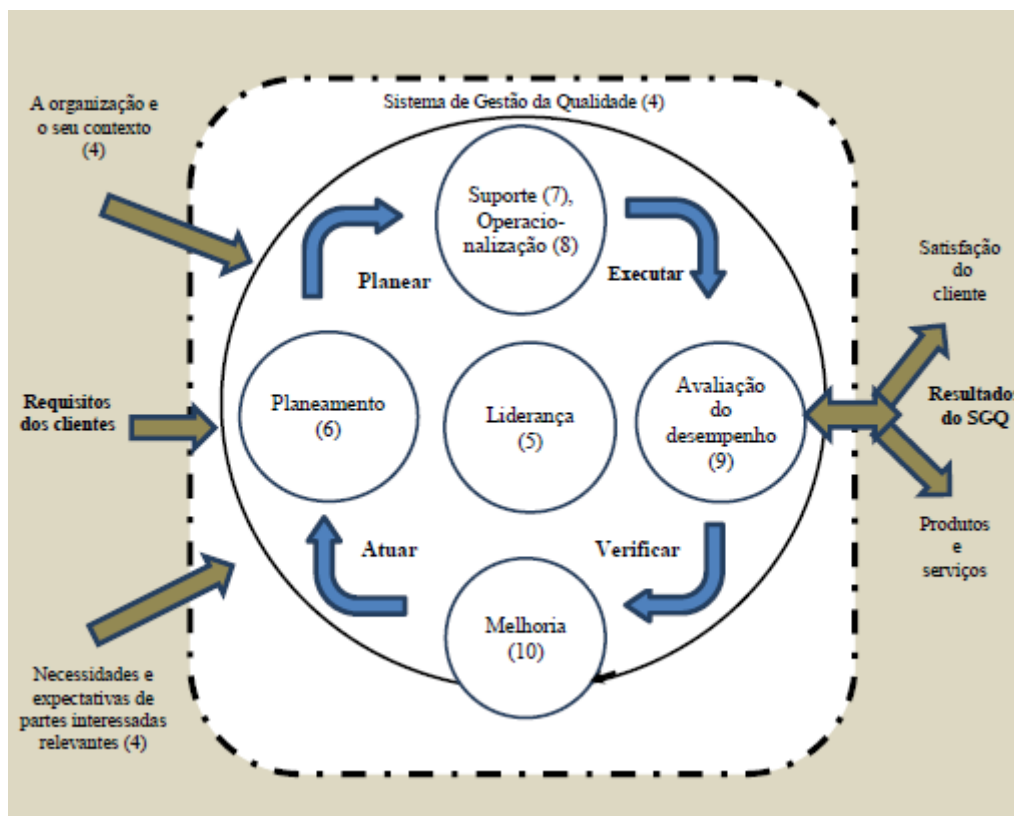 Sistema de Gestão da Qualidade (4)
A organização e
o seu contexto
(4)
Requisitos
dos clientes
Necessidades e
expectativas de
partes interessadas
relevantes (4)
Suporte (7),
Operacio-
nalização (8)
Planear
Executar
Planeamento
(6)
Liderança
(5)
Avaliação
do
desempenho
(9)
Atuar
Verificar
Melhoria
(10)
Satisfação
do
cliente
Resultados
do SGQ
Produtos
e
serviços